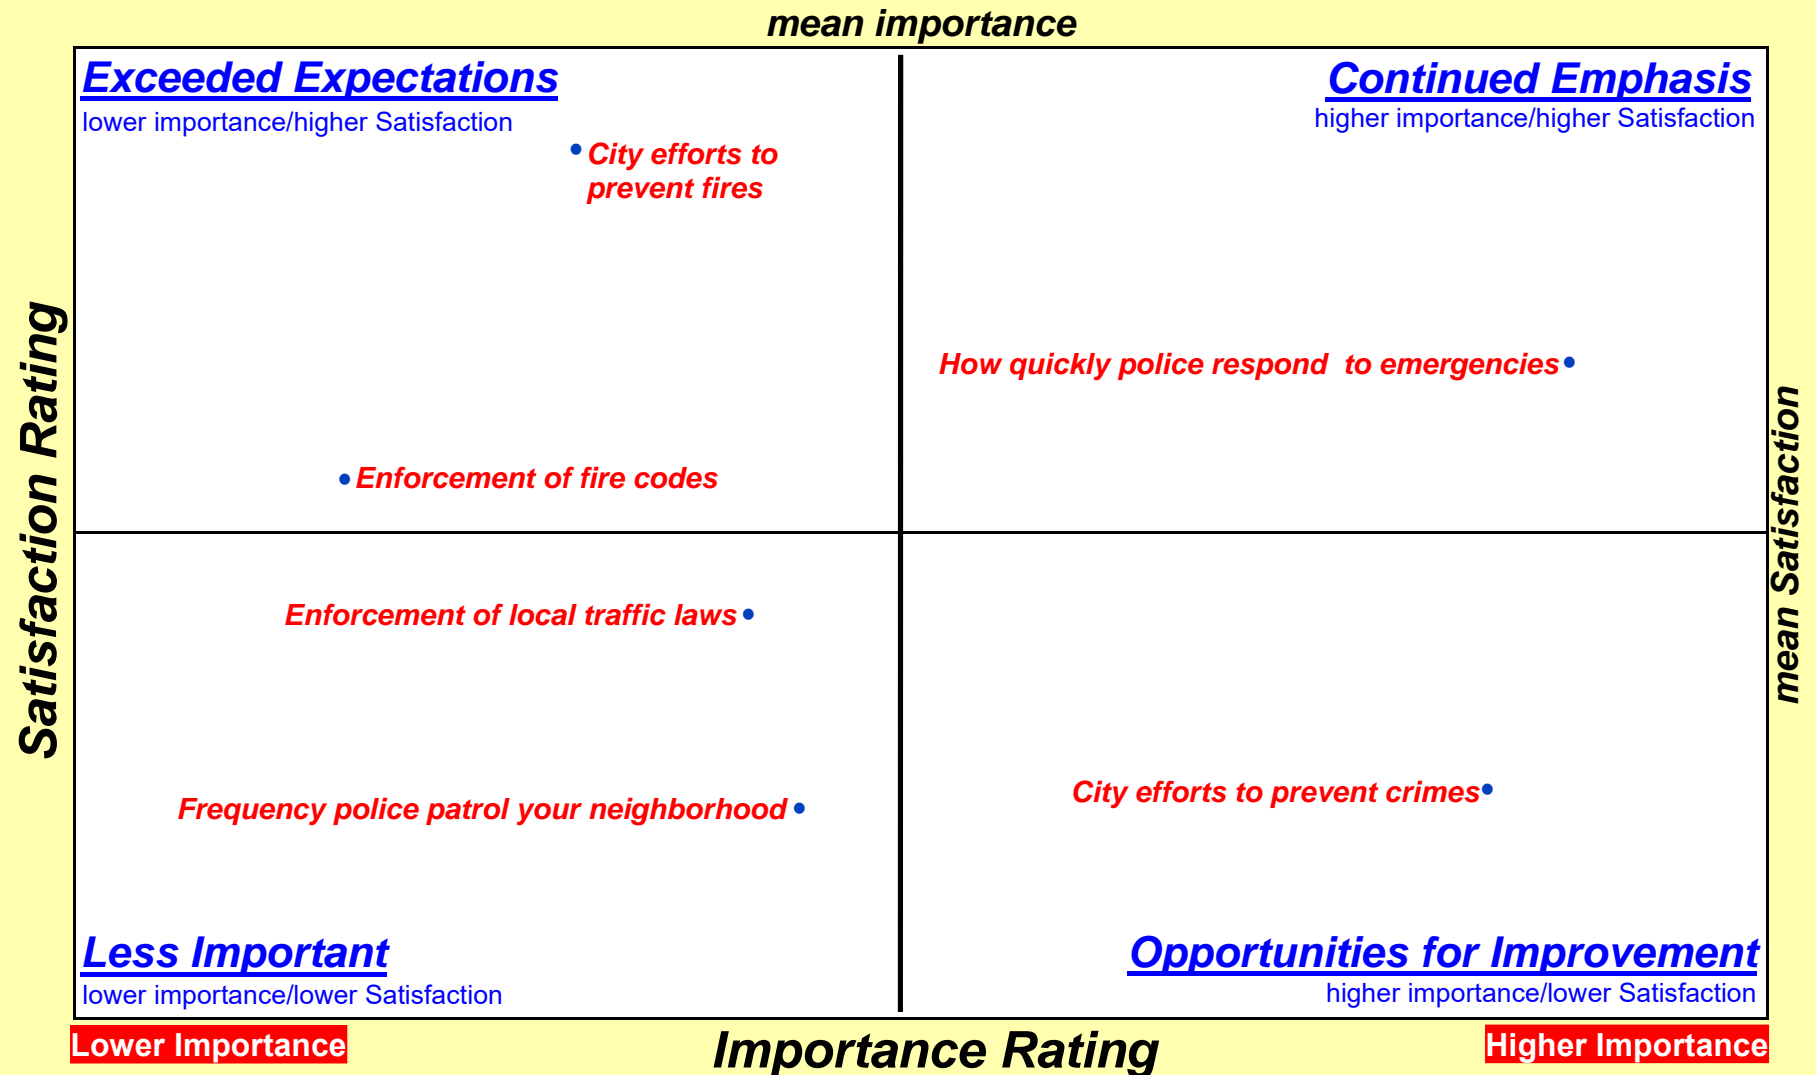 mean importance
Exceeded Expectations
lower importance/higher Satisfaction
Continued Emphasis
higher importance/higher Satisfaction
City efforts to
prevent fires
How quickly police respond  to emergencies
Enforcement of fire codes
Satisfaction Rating
mean Satisfaction
Enforcement of local traffic laws
Frequency police patrol your neighborhood
City efforts to prevent crimes
Less Important
lower importance/lower Satisfaction
Opportunities for Improvement
higher importance/lower Satisfaction
Lower Importance
Importance Rating
Higher Importance